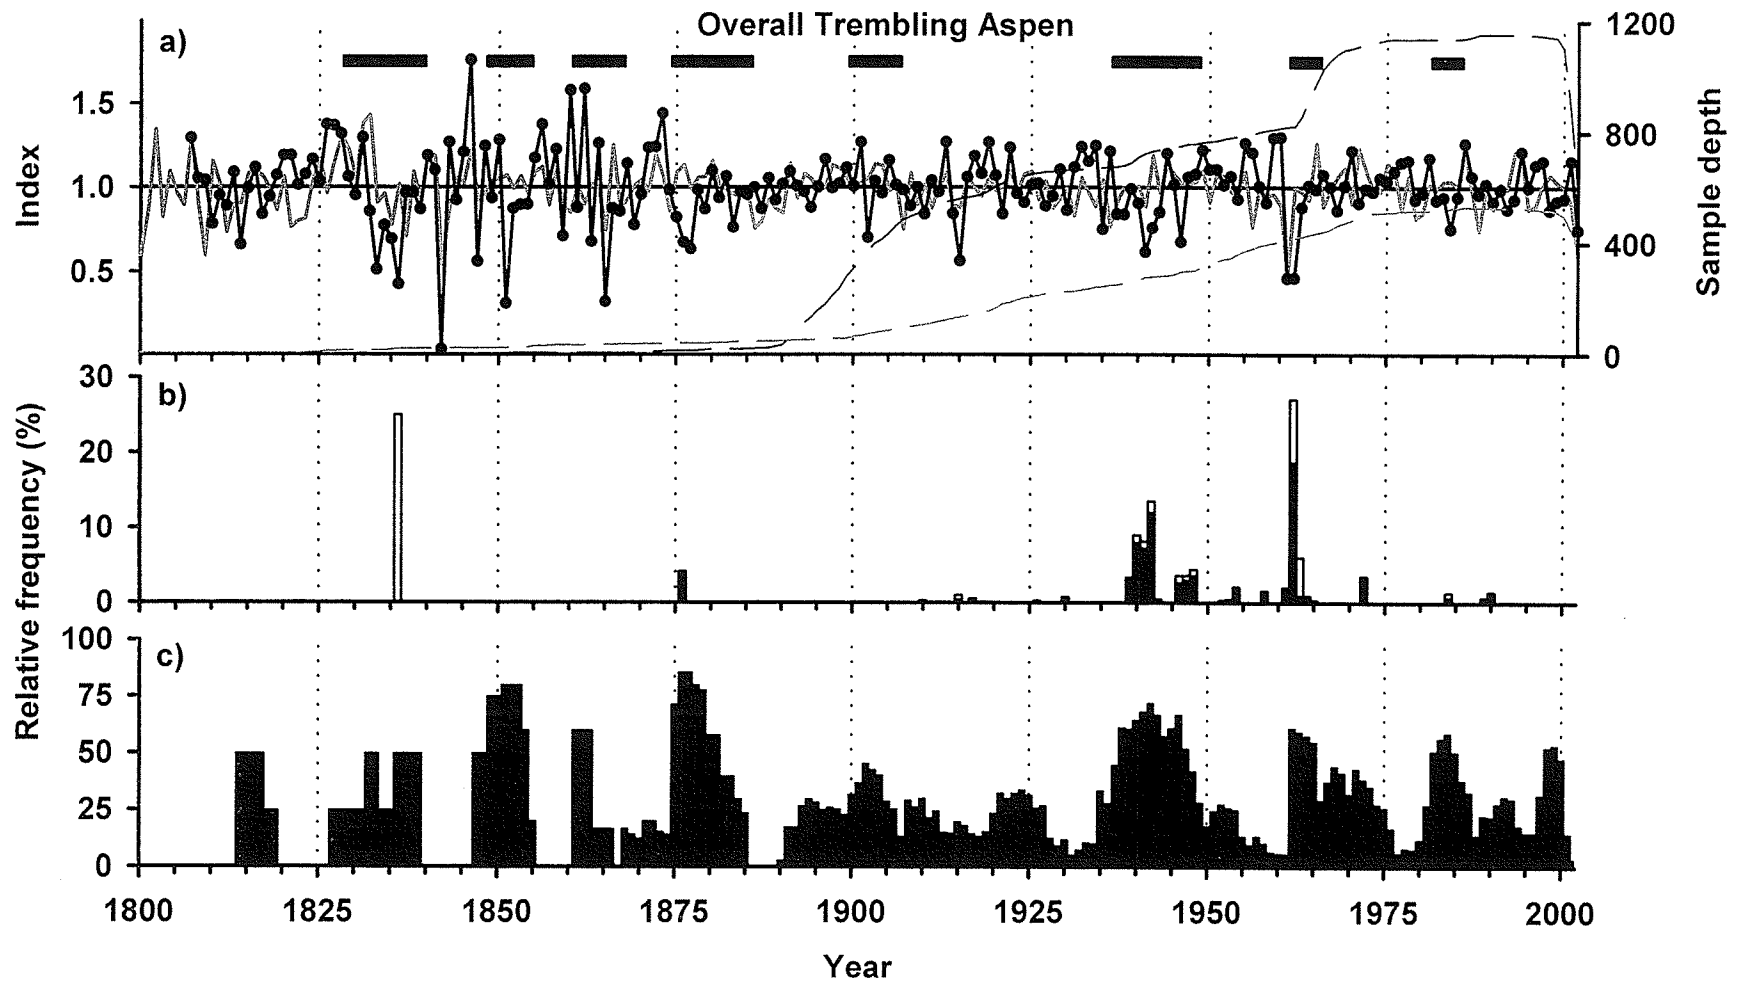 Overall Trembling Aspen
a)
1.5
1.0
0.5
Index
1200
800
400
0
Sample depth
b)
30
20
10
0
Relative frequency (%)
c)
100
75
50
25
0
1800 1825 1850 1875 1900 1925 1950 1975 2000
Year